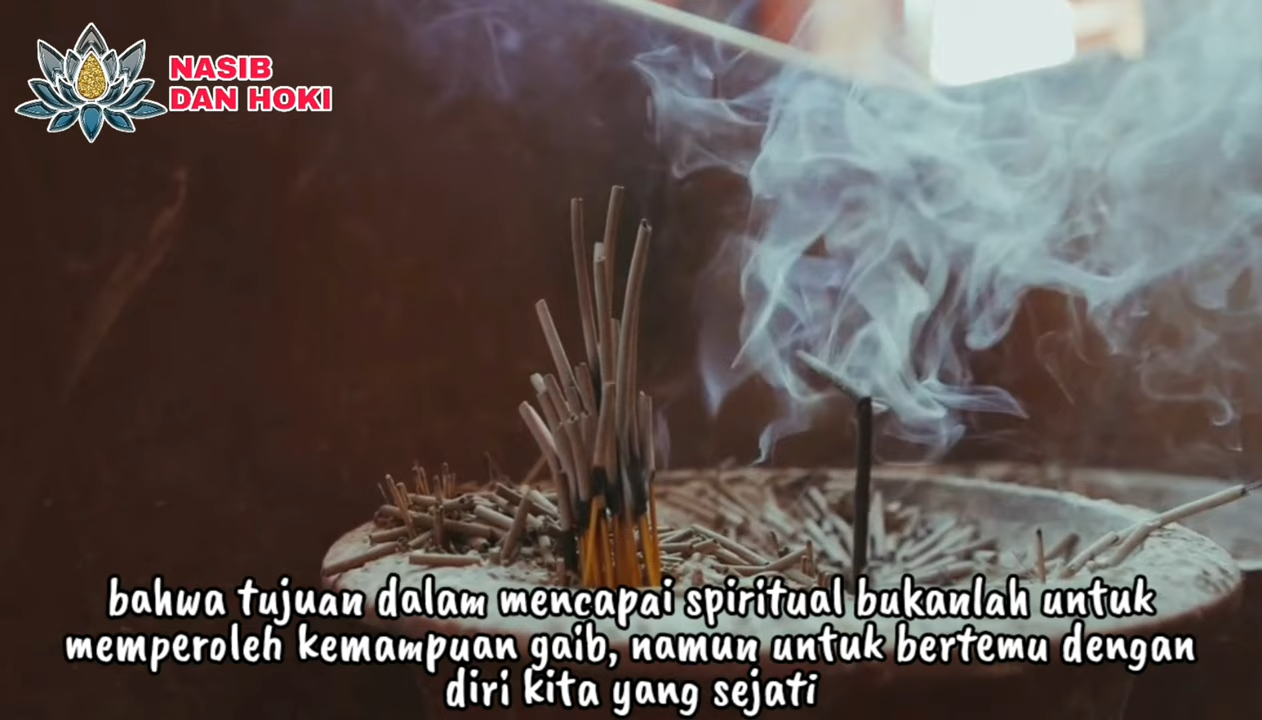 NASIB
DAN HOKI
bahwa tujuan dalam mencapai spiritual bukanlah untuk
memperoleh kemampuan gaib, namun untuk bertemu dengan
diri kita yang sejati